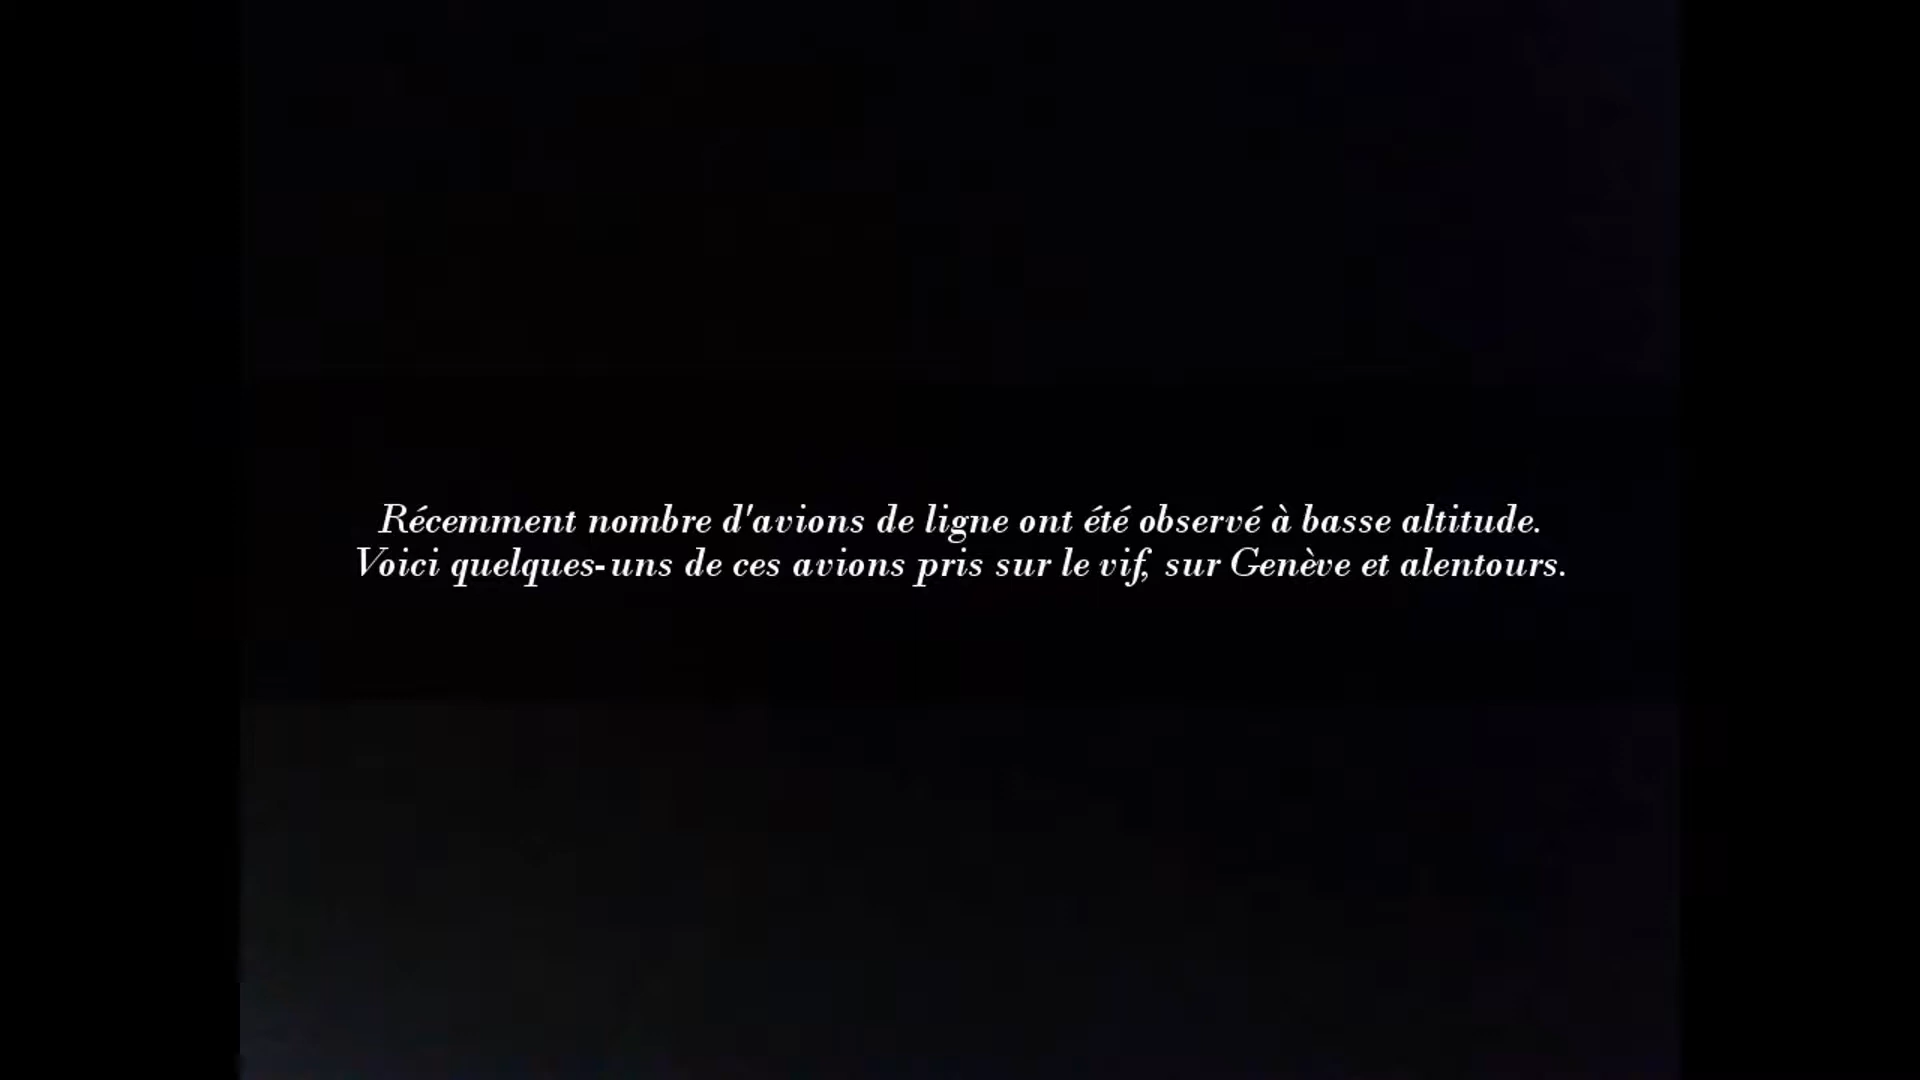 Récemment nombre d'avions de ligne ont été observé à basse altitude.
Voici quelques-uns de ces avions pris sur le vif, sur Genève et alentours.